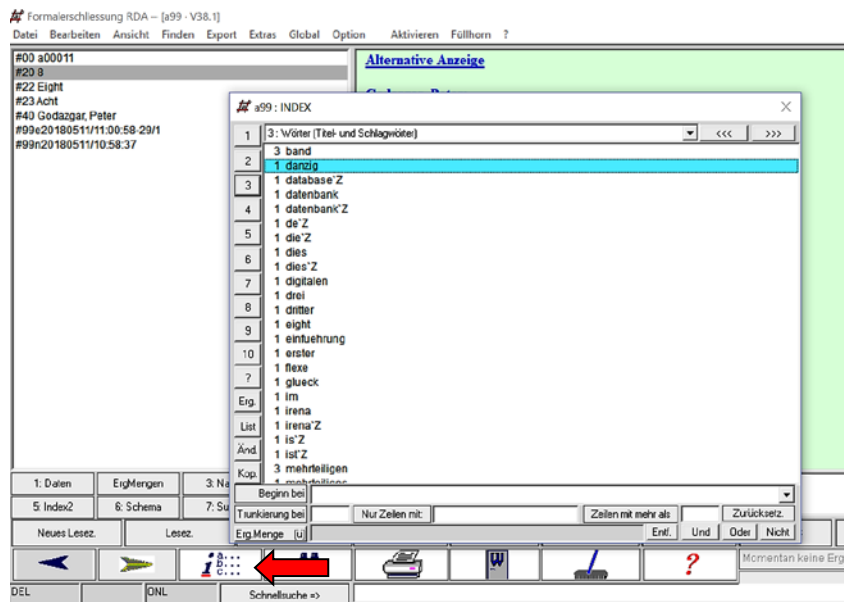 Formalerschliessung RDA -- [a99 - V38.1]
Datei Bearbeiten Ansicht Finden Export Extras Global Option Aktivieren Füllhorn ?
#00 a00011
#20 8
#22 Eight
#23 Acht
#40 Godazgar, Peter
#99e20180511/11:00:58-29/1
#99n20180511/10:58:37
Alternative Anzeige
a99 : INDEX
1 3: Wörter (Titel- und Schlagwörter) <<< >>>
2
3
4
5
6
7
8
9
10
?
Erg.
List
Änd.
Kop.
3 band
1 danzig
1 database`Z
1 datenbank
1 datenbank`Z
1 de`Z
1 die`Z
1 dies
1 dies`Z
1 digitalen
1 drei
1 dritter
1 eight
1 einfuehrung
1 erster
1 flexe
1 glueck
1 im
1 irena
1 irena`Z
1 is`Z
1 ist`Z
3 mehrteiligen
Beginn bei
Trunkierung bei Nur Zeilen mit: Zeilen mit mehr als Zurücksetz.
Erg.Menge [u] Entf. Und Oder Nicht
1: Daten ErgMengen 3: Na
5: Index2 6: Schema 7: Su
Neues Lesez. Lesez.
i a: b: c:
W
?
Momentan keine Erg
DEL ONL Schnellsuche =>